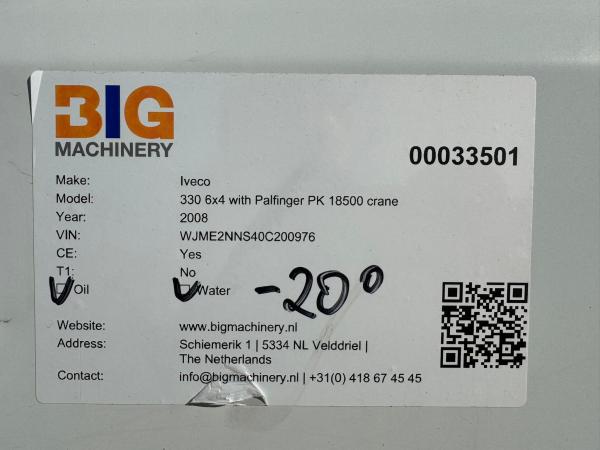 BIG
MACHINERY
00033501
Make: Iveco
Model: 330 6x4 with Palfinger PK 18500 crane
Year: 2008
VIN: WJME2NNS40C200976
CE: Yes
T1: No
Oil Water -20°
Website: www.bigmachinery.nl
Address: Schiemerik 1 | 5334 NL Velddriel |
The Netherlands
Contact: info@bigmachinery.nl | +31(0) 418 67 45 45